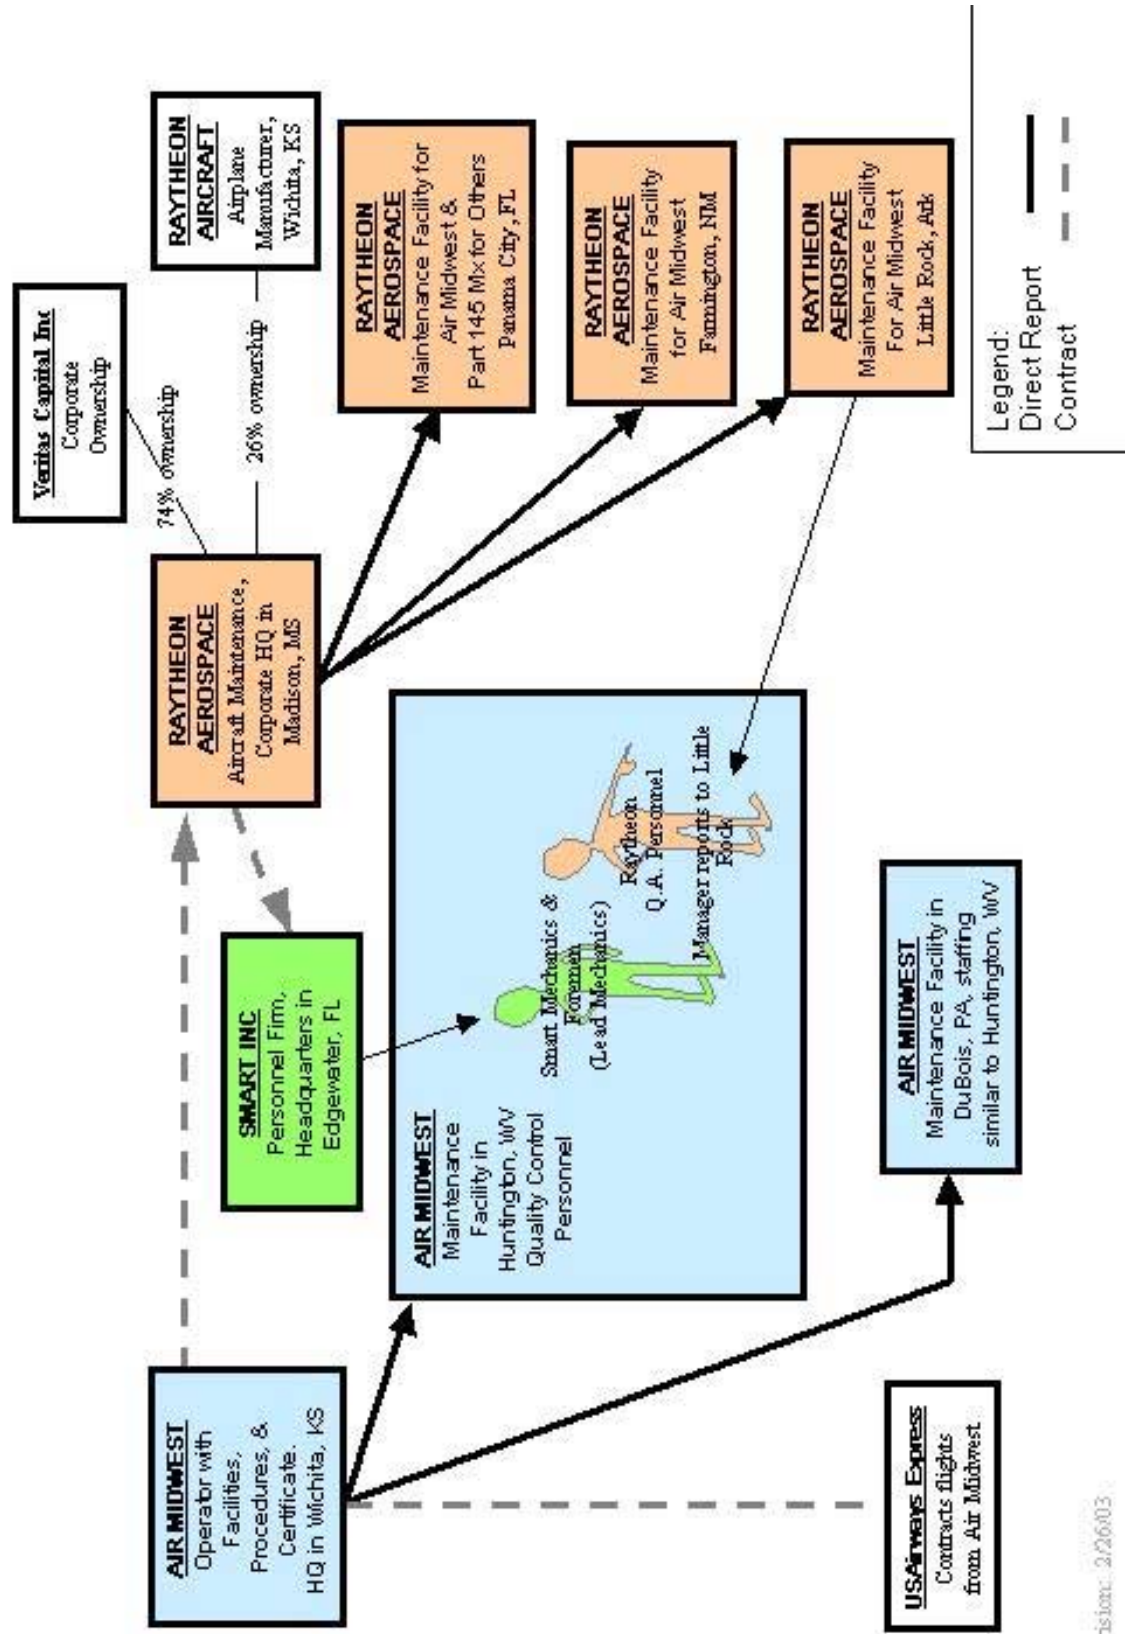 Veritas Capital Inc
Corporate
Ownership
74% ownership
RAYTHEON
AIRCRAFT
Airplane
Manufacturer,
Wichita, KS
26% ownership
AIR MIDWEST
Operator with
Facilities,
Procedures, &
Certificate.
HQ in Wichita, KS
SMART INC
Personnel Firm,
Headquarters in
Edgewater, FL
RAYTHEON
AEROSPACE
Aircraft Maintenance,
Corporate HQ in
Madison, MS
RAYTHEON
AEROSPACE
Maintenance Facility for
Air Midwest &
Part 145 Mx for Others
Panama City, FL
AIR MIDWEST
Maintenance
Facility in
Huntington, WV
Quality Control
Personnel
Smart Mechanics &
Foremen
(Lead Mechanics)
Raytheon
Q.A. Personnel
Manager reports to Little
Rock
RAYTHEON
AEROSPACE
Maintenance Facility
for Air Midwest
Farmington, NM
RAYTHEON
AEROSPACE
Maintenance Facility
For Air Midwest
Little Rock, Ark
USAirways Express
Contracts flights
from Air Midwest
AIR MIDWEST
Maintenance Facility in
DuBois, PA, staffing
similar to Huntington, WV
Legend:
Direct Report
Contract
ision: 2/26/03